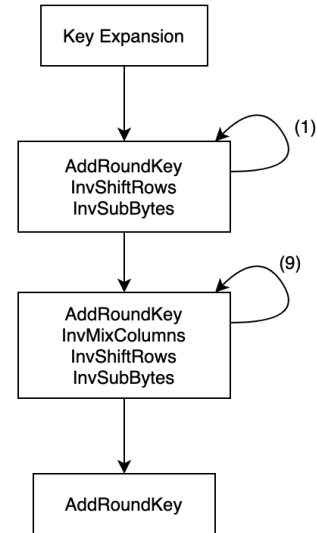 Key Expansion
(1)
AddRoundKey
InvShiftRows
InvSubBytes
(9)
AddRoundKey
InvMixColumns
InvShiftRows
InvSubBytes
AddRoundKey